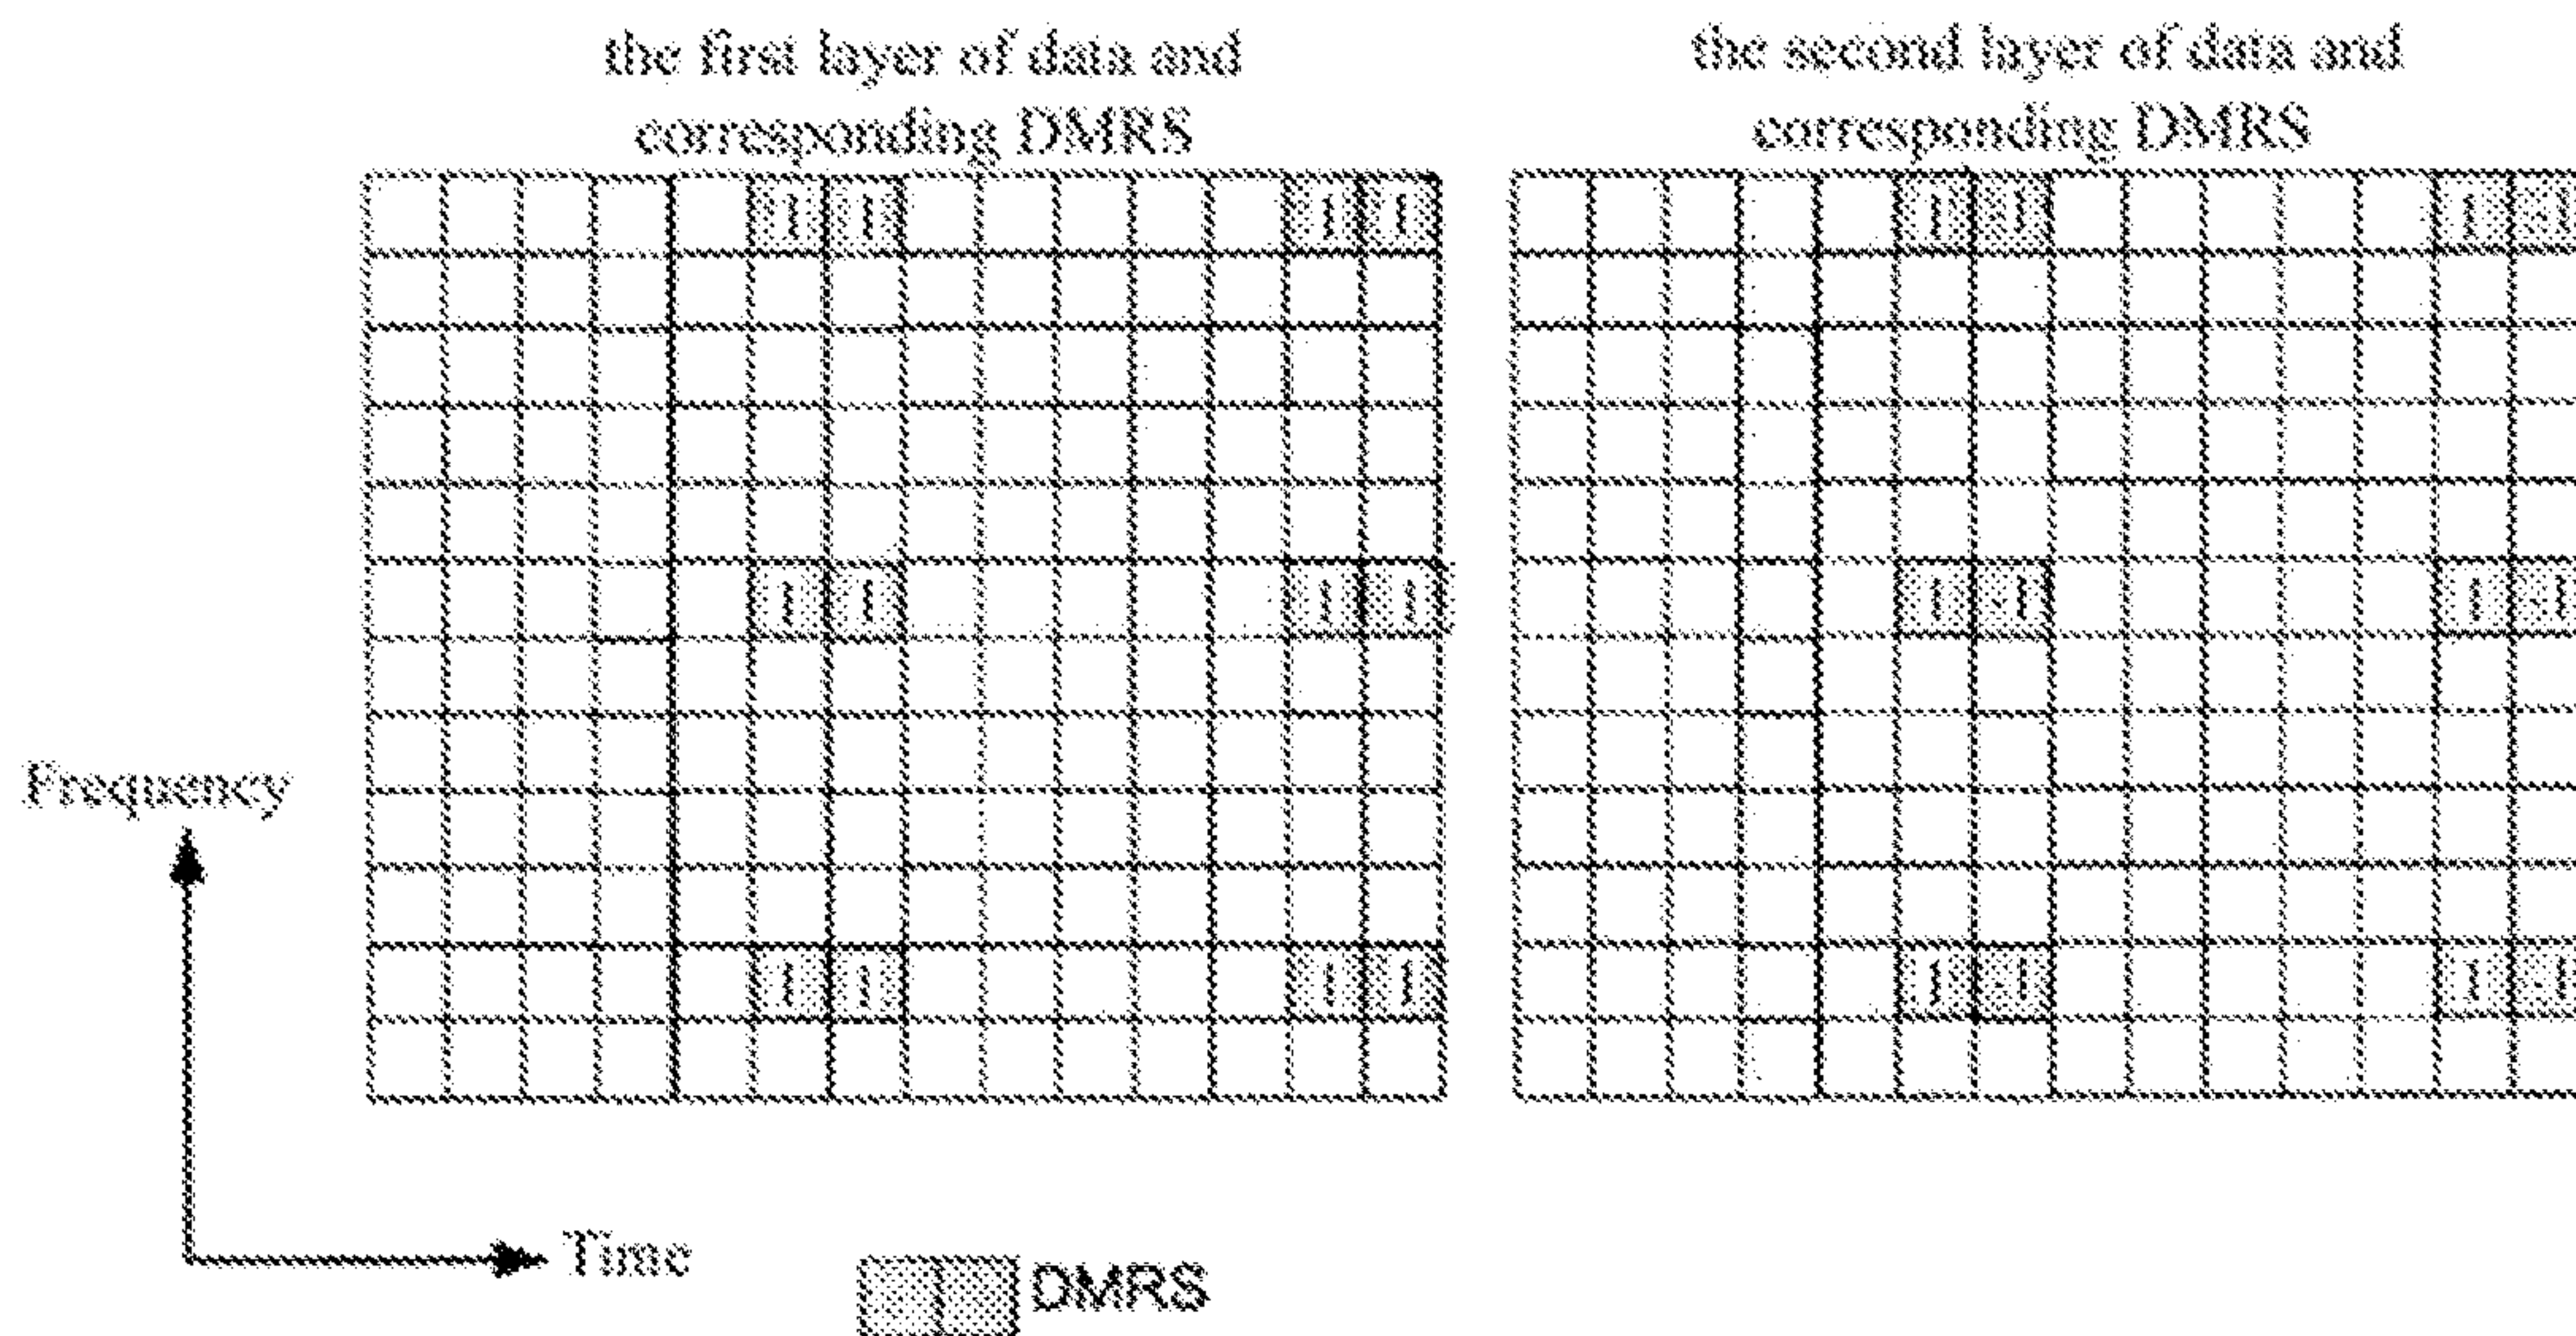 the first layer of data and
corresponding DMRS
the second layer of data and
corresponding DMRS
1 1 1 1 1 -1 1 -1
1 1 1 1 1 -1 1 -1
1 1 1 1 1 -1 1 -1
Frequency
Time
DMRS